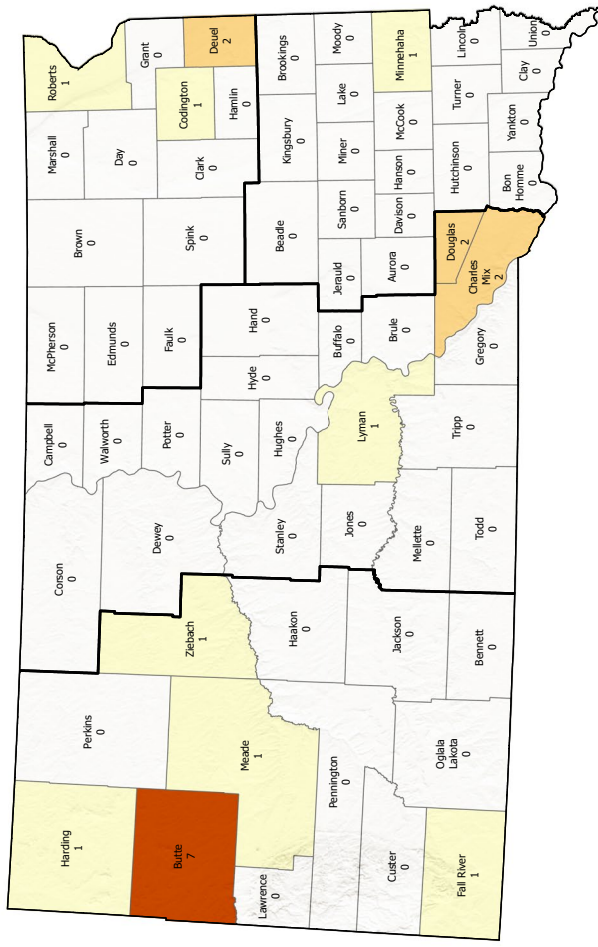 Harding
1
Perkins
0
Corson
0
Campbell
0
McPherson
0
Brown
0
Marshall
0
Roberts
1
Walworth
0
Edmunds
0
Day
0
Grant
0
Butte
7
Meade
1
Ziebach
1
Dewey
0
Potter
0
Faulk
0
Spink
0
Clark
0
Codington
1
Deuel
2
Hamlin
0
Lawrence
0
Sully
0
Hyde
0
Hand
0
Beadle
0
Kingsbury
0
Brookings
0
Pennington
0
Haakon
0
Stanley
0
Hughes
0
Buffalo
0
Jerauld
0
Sanborn
0
Miner
0
Lake
0
Moody
0
Custer
0
Jackson
0
Jones
0
Lyman
1
Brule
0
Aurora
0
Davison
0
Hanson
0
McCook
0
Minnehaha
1
Fall River
1
Oglala
Lakota
0
Bennett
0
Mellette
0
Todd
0
Tripp
0
Gregory
0
Charles
Mix
2
Douglas
2
Hutchinson
0
Turner
0
Lincoln
0
Bon
Homme
0
Yankton
0
Clay
0
Union
0